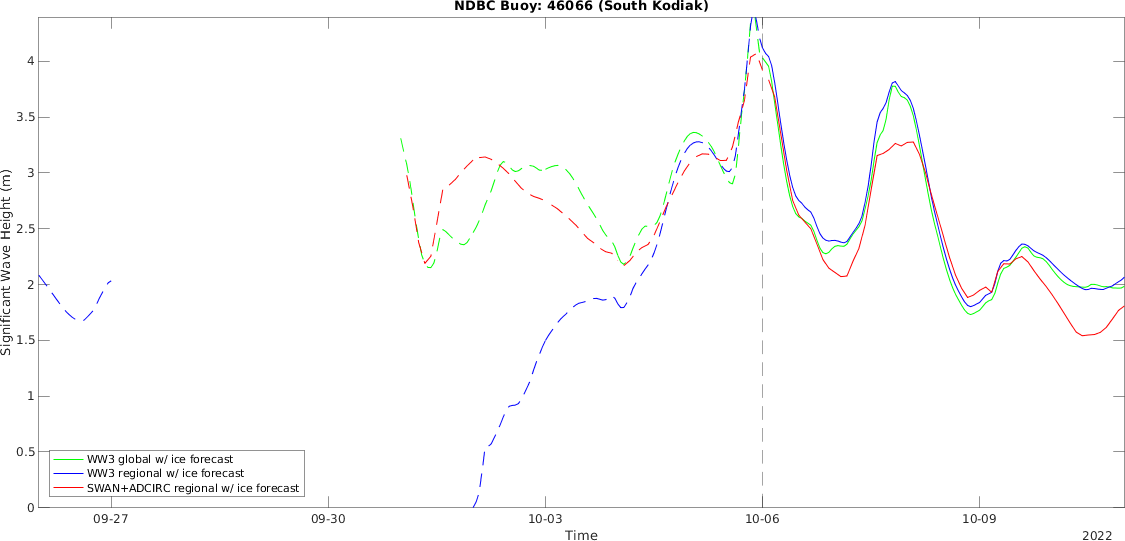 NDBC Buoy: 46066 (South Kodiak)
Significant Wave Height (m)
4
3.5
3
2.5
2
1.5
1
0.5
0
WW3 global w/ ice forecast
WW3 regional w/ ice forecast
SWAN+ADCIRC regional w/ ice forecast
09-27 09-30 10-03 10-06 10-09
Time
2022